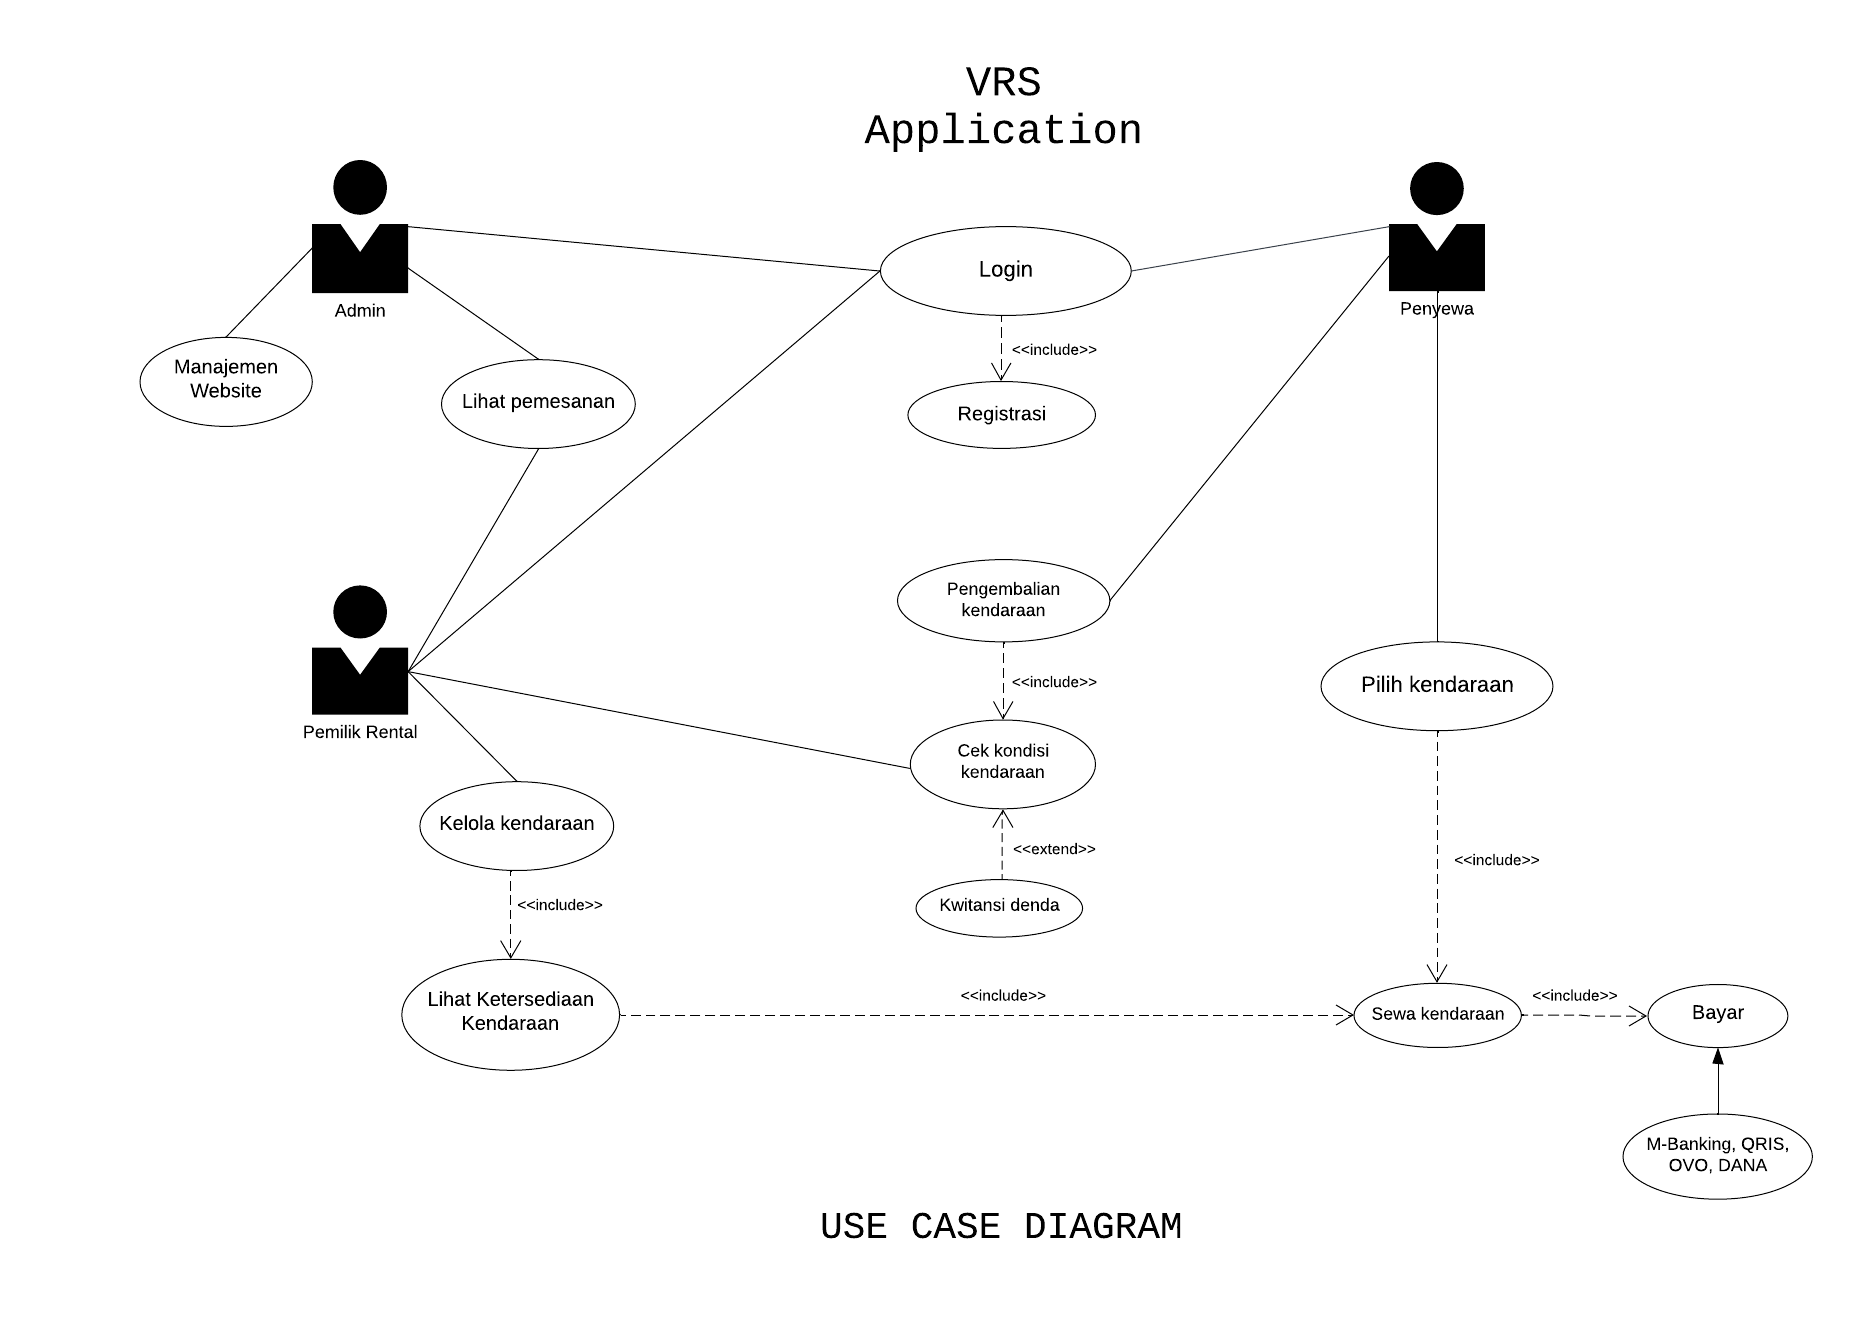 VRS
Application
Admin
Penyewa
Login
<<include>>
Manajemen
Website
Lihat pemesanan
Registrasi
Pengembalian
kendaraan
<<include>>
Pilih kendaraan
Pemilik Rental
Cek kondisi
kendaraan
Kelola kendaraan
<<extend>>
<<include>>
<<include>>
Kwitansi denda
Lihat Ketersediaan
Kendaraan
<<include>>
Sewa kendaraan
<<include>>
Bayar
M-Banking, QRIS,
OVO, DANA
USE CASE DIAGRAM